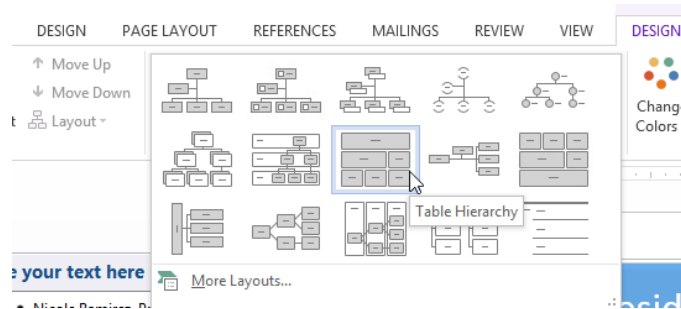 DESIGN PAGE LAYOUT REFERENCES MAILINGS REVIEW VIEW DESIGN
Move Up
Move Down
Layout
Change
Colors
Table Hierarchy
More Layouts...
your text here